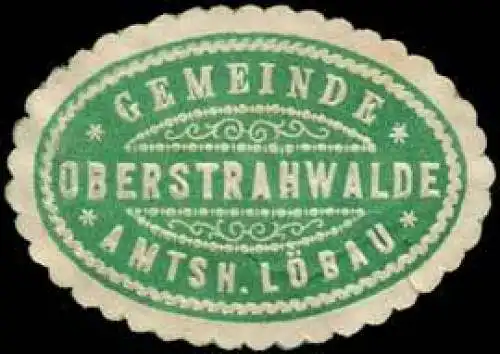 * GEMEINDE *
OBERSTRAHWALDE
* AMTSH. LÖBAU *